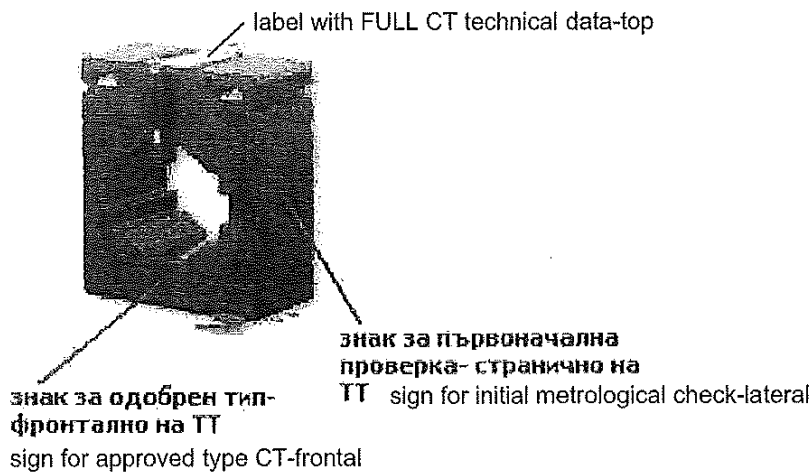 label with FULL CT technical data-top
знак за първоначална
проверка- странично на
ТТ sign for initial metrological check-lateral
знак за одобрен тип-
фронтално на ТТ
sign for approved type CT-frontal